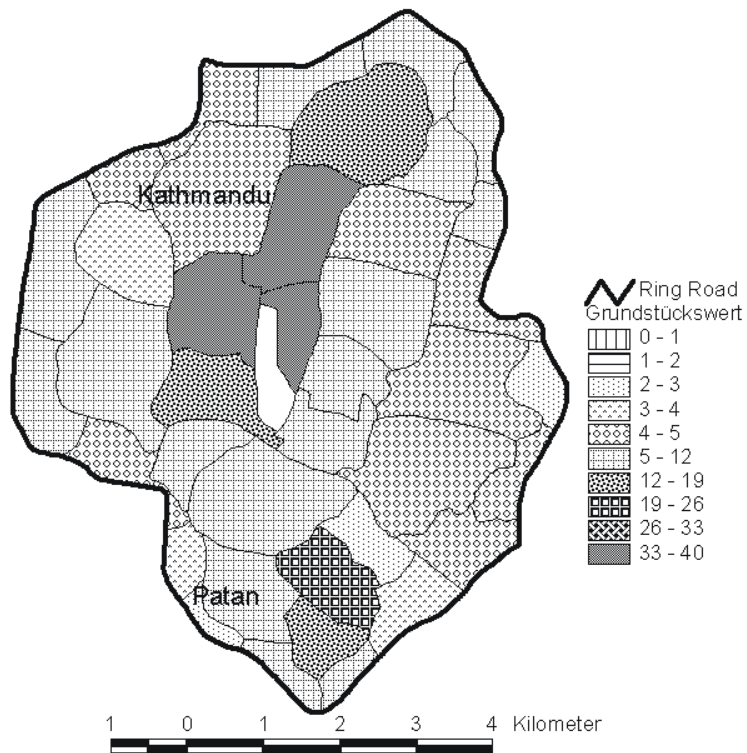 Kathmandu
Patan
Ring Road
Grundstückswert
0 - 1
1 - 2
2 - 3
3 - 4
4 - 5
5 - 12
12 - 19
19 - 26
26 - 33
33 - 40
1 0 1 2 3 4 Kilometer